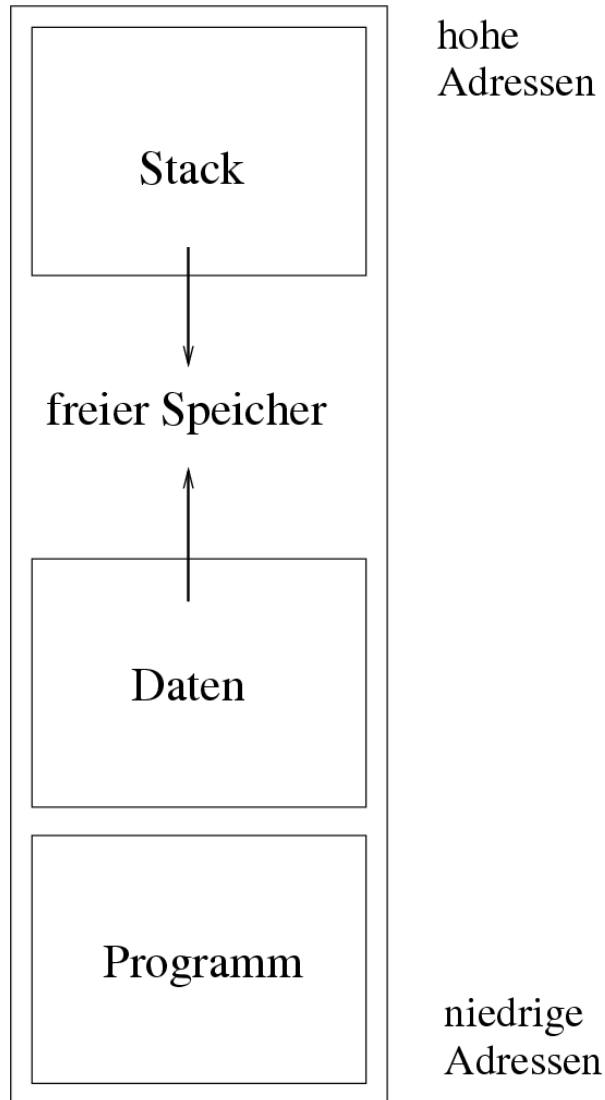 hohe
Adressen
Stack
freier Speicher
Daten
Programm
niedrige
Adressen